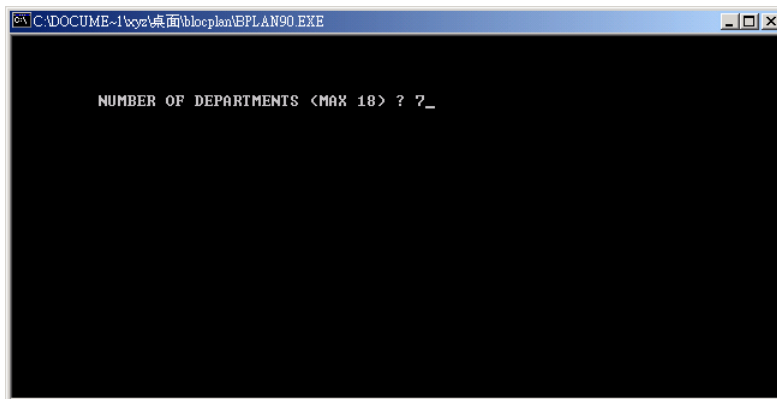 C:\DOCUME~1\xyz\桌面\blocplan\BPLAN90.EXE
NUMBER OF DEPARTMENTS (MAX 18) ? 7_